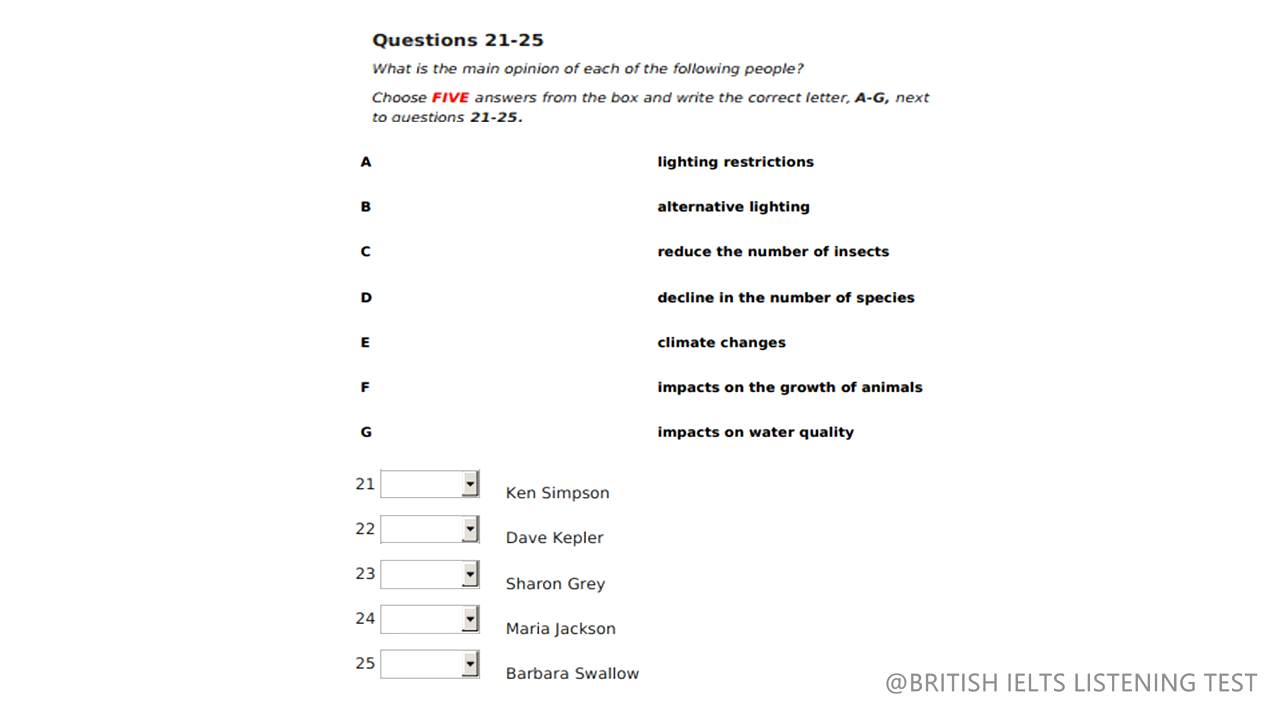 Questions 21-25
What is the main opinion of each of the following people?
Choose FIVE answers from the box and write the correct letter, A-G, next
to questions 21-25.
A lighting restrictions
B alternative lighting
C reduce the number of insects
D decline in the number of species
E climate changes
F impacts on the growth of animals
G impacts on water quality
21 Ken Simpson
22 Dave Kepler
23 Sharon Grey
24 Maria Jackson
25 Barbara Swallow
@BRITISH IELTS LISTENING TEST